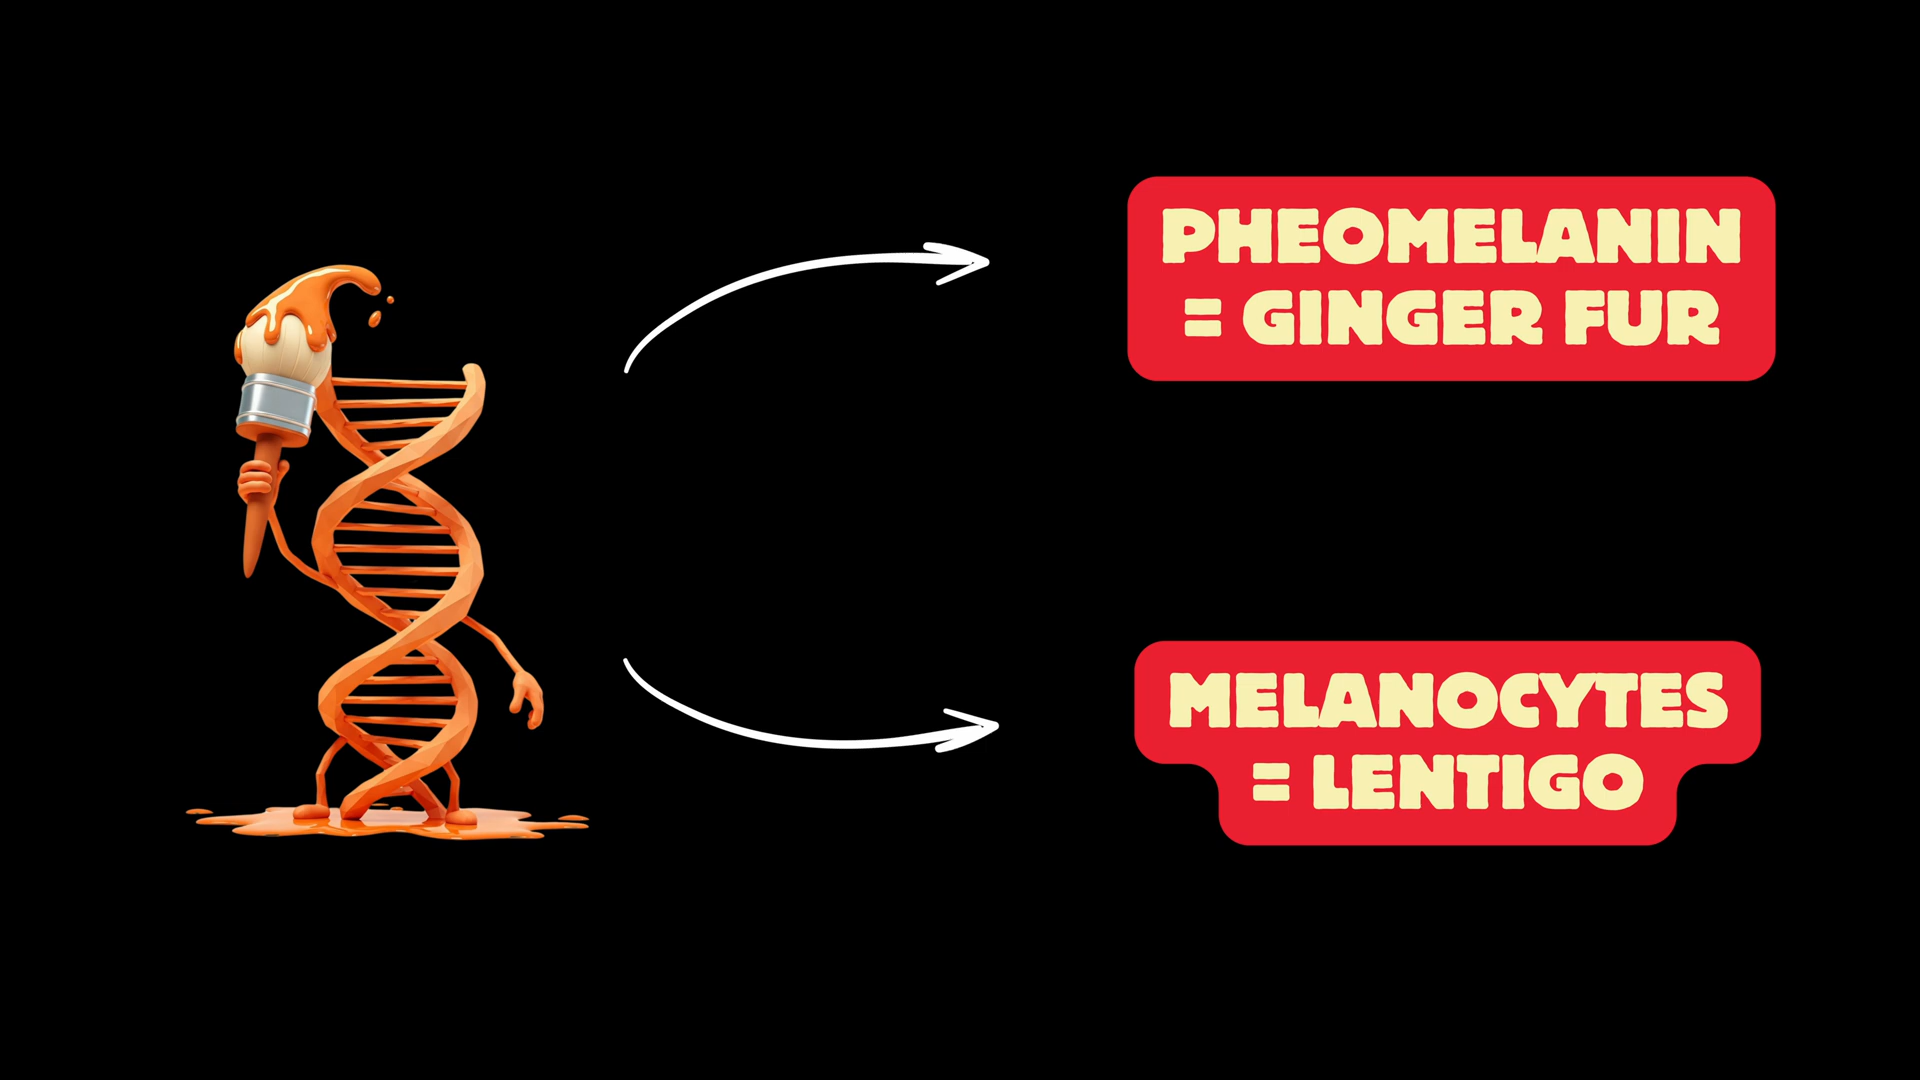 PHEOMELANIN
= GINGER FUR
MELANOCYTES
= LENTIGO